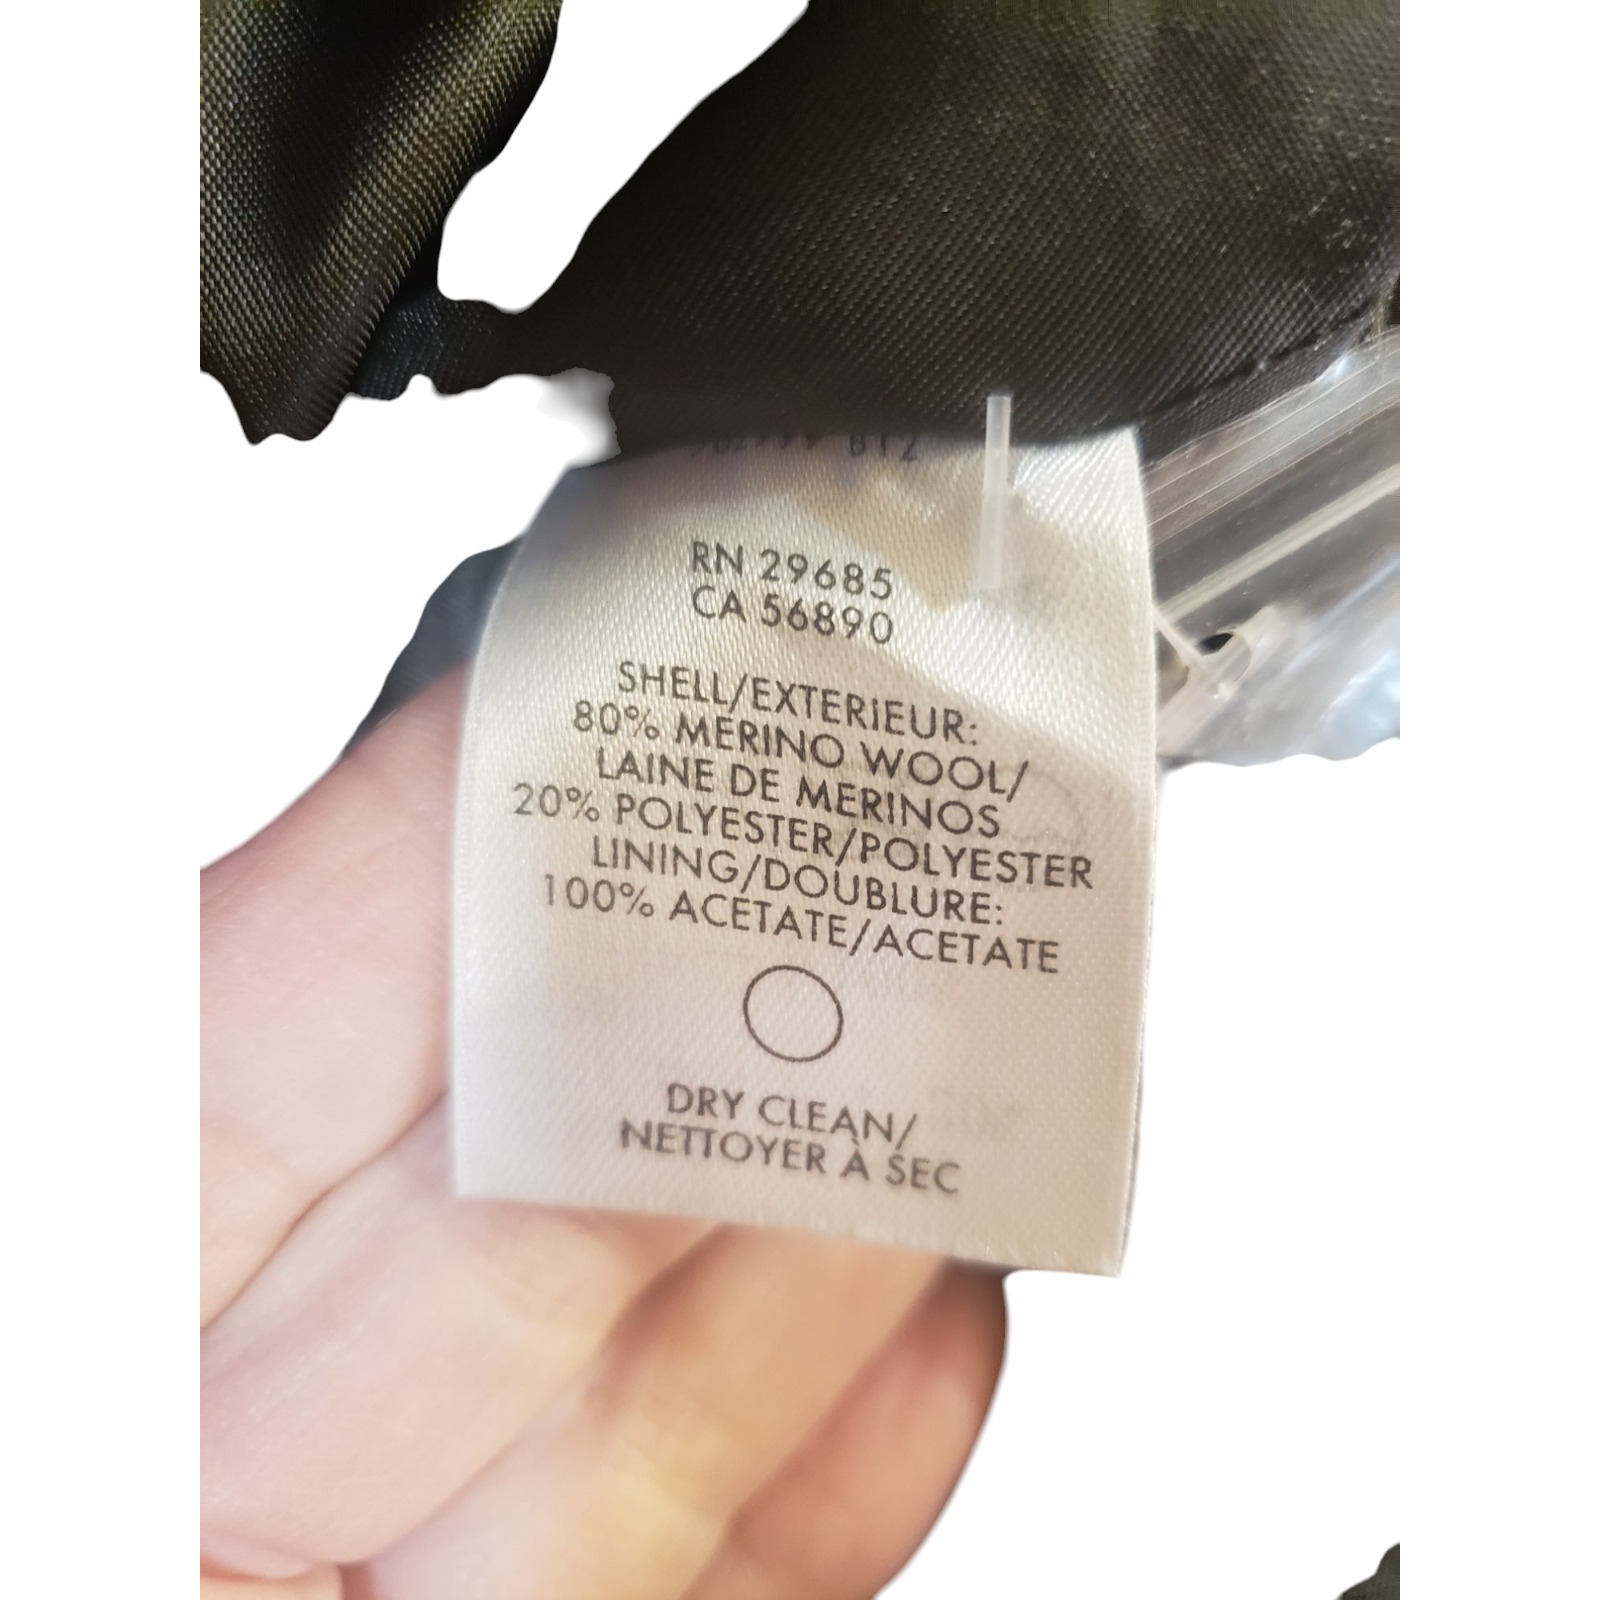 RN 29685
CA 56890
SHELL/EXTERIEUR:
80% MERINO WOOL/
LAINE DE MERINOS
20% POLYESTER/POLYESTER
LINING/DOUBLURE:
100% ACETATE/ACETATE
DRY CLEAN/
NETTOYER À SEC